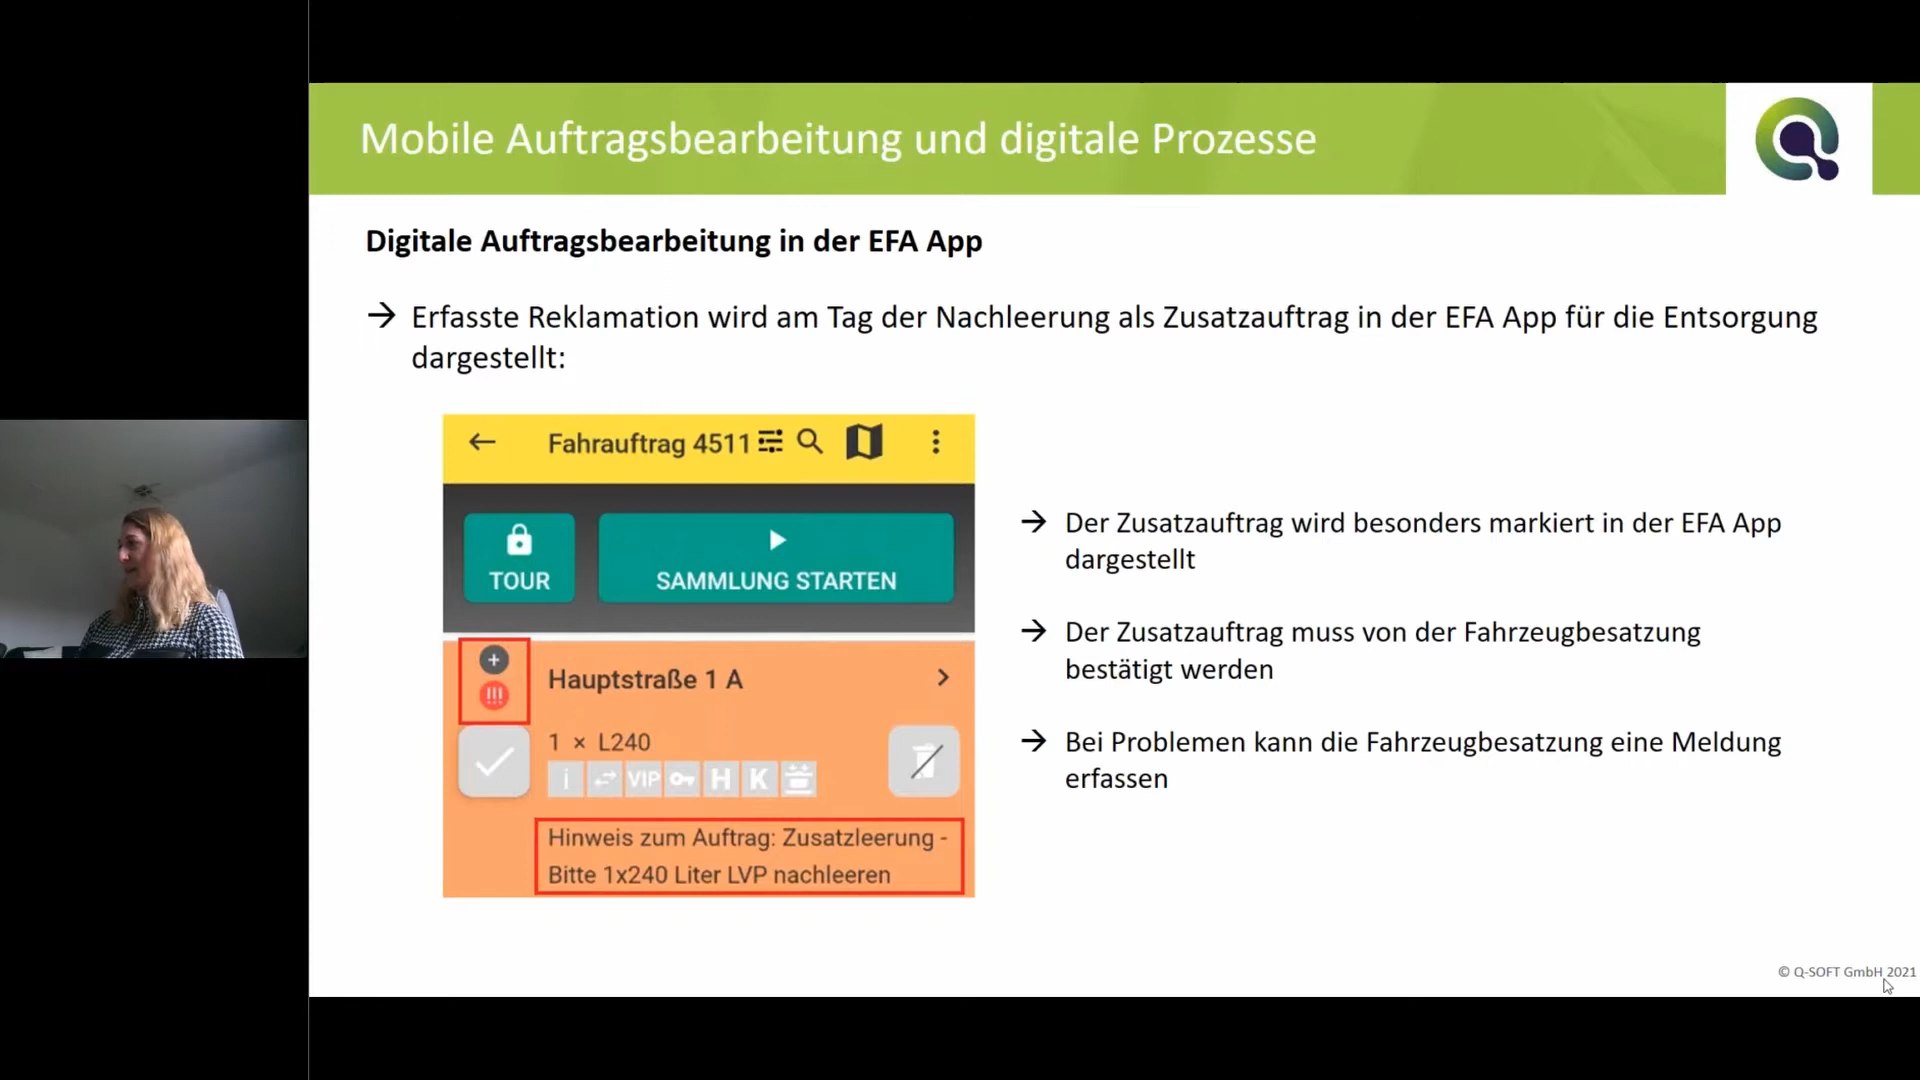 Mobile Auftragsbearbeitung und digitale Prozesse
Digitale Auftragsbearbeitung in der EFA App
→ Erfasste Reklamation wird am Tag der Nachleerung als Zusatzauftrag in der EFA App für die Entsorgung
dargestellt:
Fahrauftrag 4511
TOUR
SAMMLUNG STARTEN
Hauptstraße 1 A
1 × L240
i VIP H K
Hinweis zum Auftrag: Zusatzleerung -
Bitte 1x240 Liter LVP nachleeren
→ Der Zusatzauftrag wird besonders markiert in der EFA App
dargestellt
→ Der Zusatzauftrag muss von der Fahrzeugbesatzung
bestätigt werden
→ Bei Problemen kann die Fahrzeugbesatzung eine Meldung
erfassen
© Q-SOFT GmbH 2021